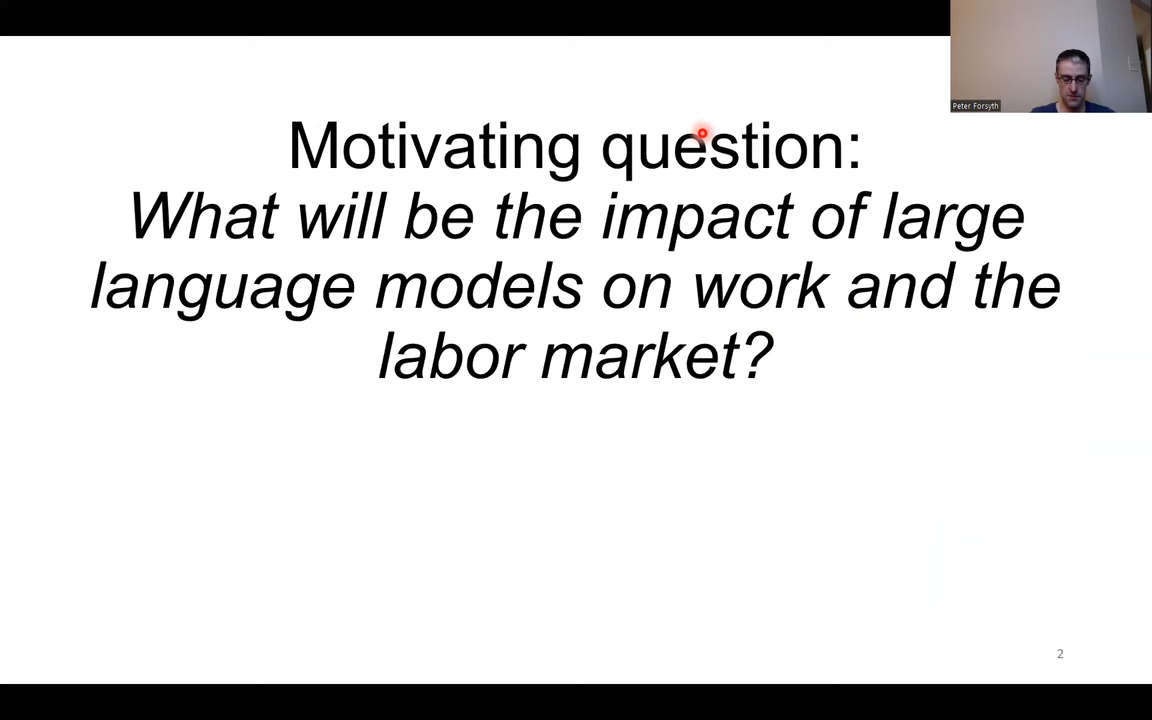 Peter Forsyth
Motivating question:
What will be the impact of large
language models on work and the
labor market?
2